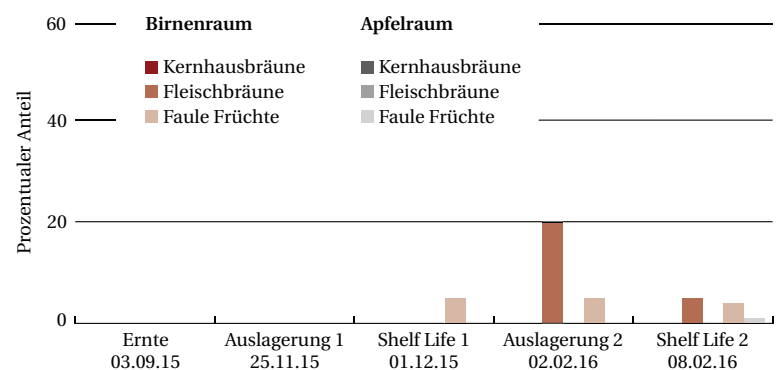 Prozentualer Anteil
60
40
20
0
Birnenraum
Kernhausbräune
Fleischbräune
Faule Früchte
Apfelraum
Kernhausbräune
Fleischbräune
Faule Früchte
Ernte
03.09.15
Auslagerung 1
25.11.15
Shelf Life 1
01.12.15
Auslagerung 2
02.02.16
Shelf Life 2
08.02.16